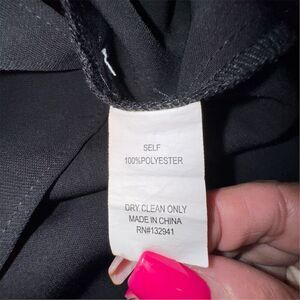 SELF
100%POLYESTER
DRY CLEAN ONLY
MADE IN CHINA
RN#132941